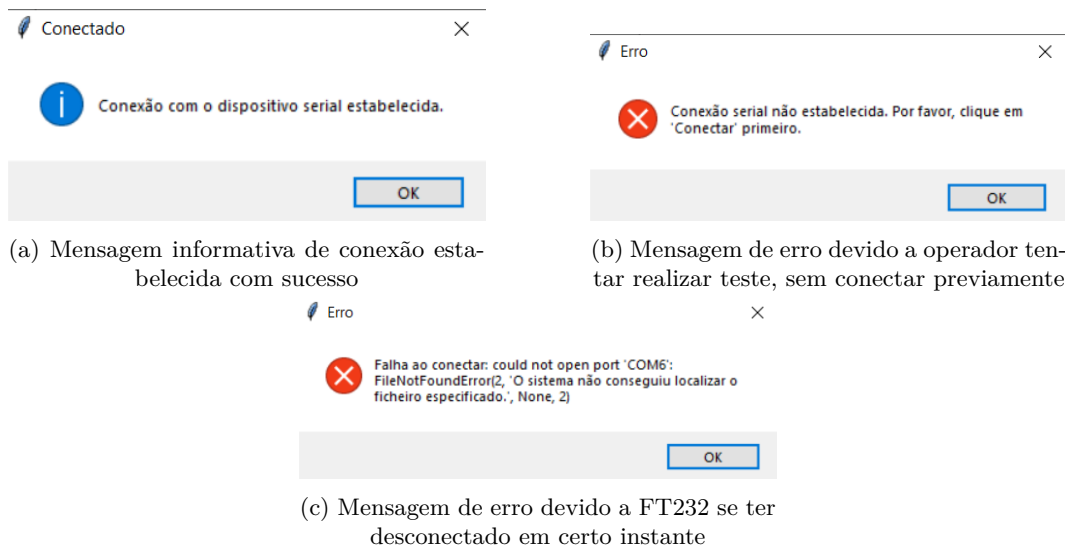 Conectado
Conexão com o dispositivo serial estabelecida.
OK
(a) Mensagem informativa de conexão esta-
belecida com sucesso
Erro
Conexão serial não estabelecida. Por favor, clique em
'Conectar' primeiro.
OK
(b) Mensagem de erro devido a operador ten-
tar realizar teste, sem conectar previamente
Erro
Falha ao conectar: could not open port 'COM6':
FileNotFoundError(2, 'O sistema não conseguiu localizar o
ficheiro especificado.', None, 2)
OK
(c) Mensagem de erro devido a FT232 se ter
desconectado em certo instante